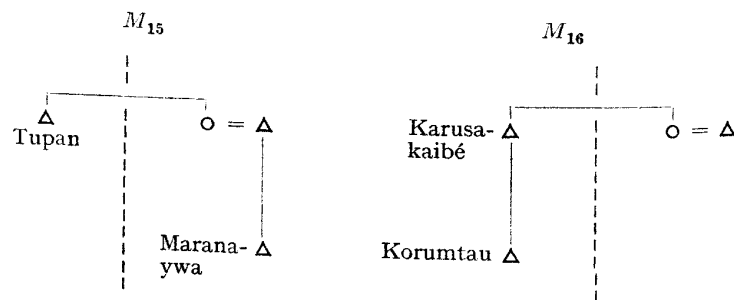 M15
M16
Tupan
Karusa-
kaibé
Marana-
ywa
Korumtau